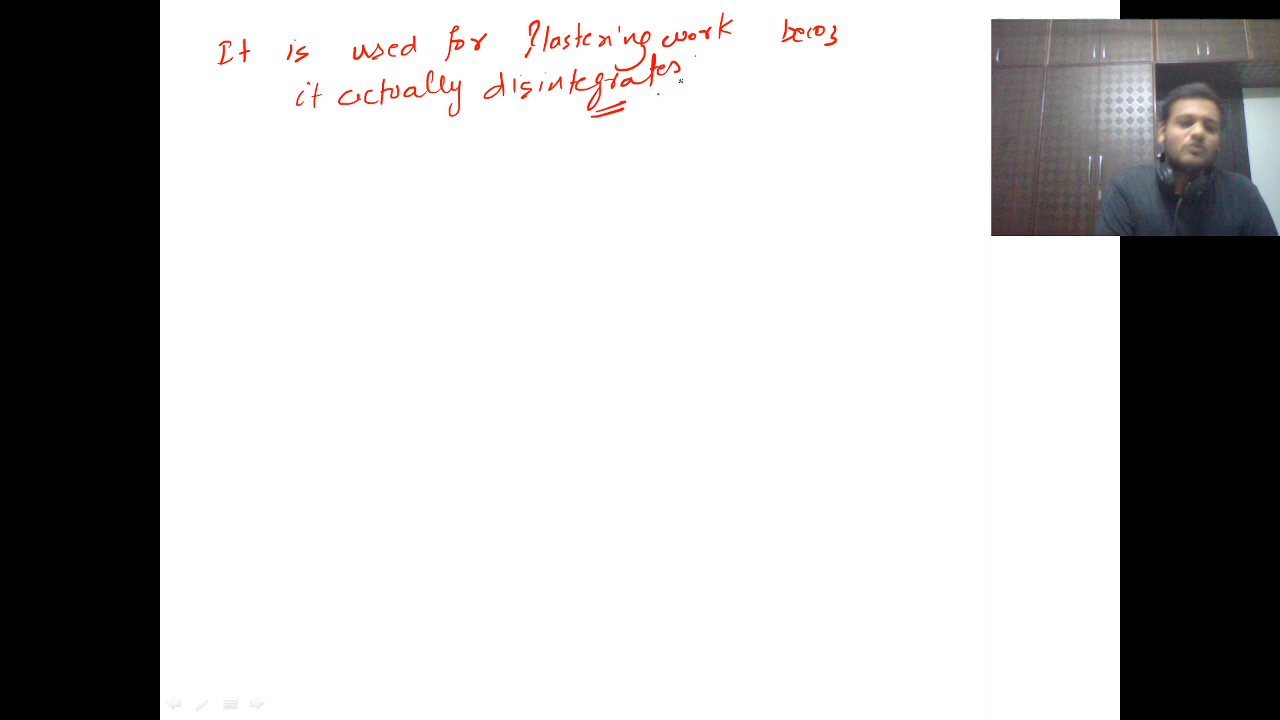 It is used for Plastering work becoz
it actually disintegrates